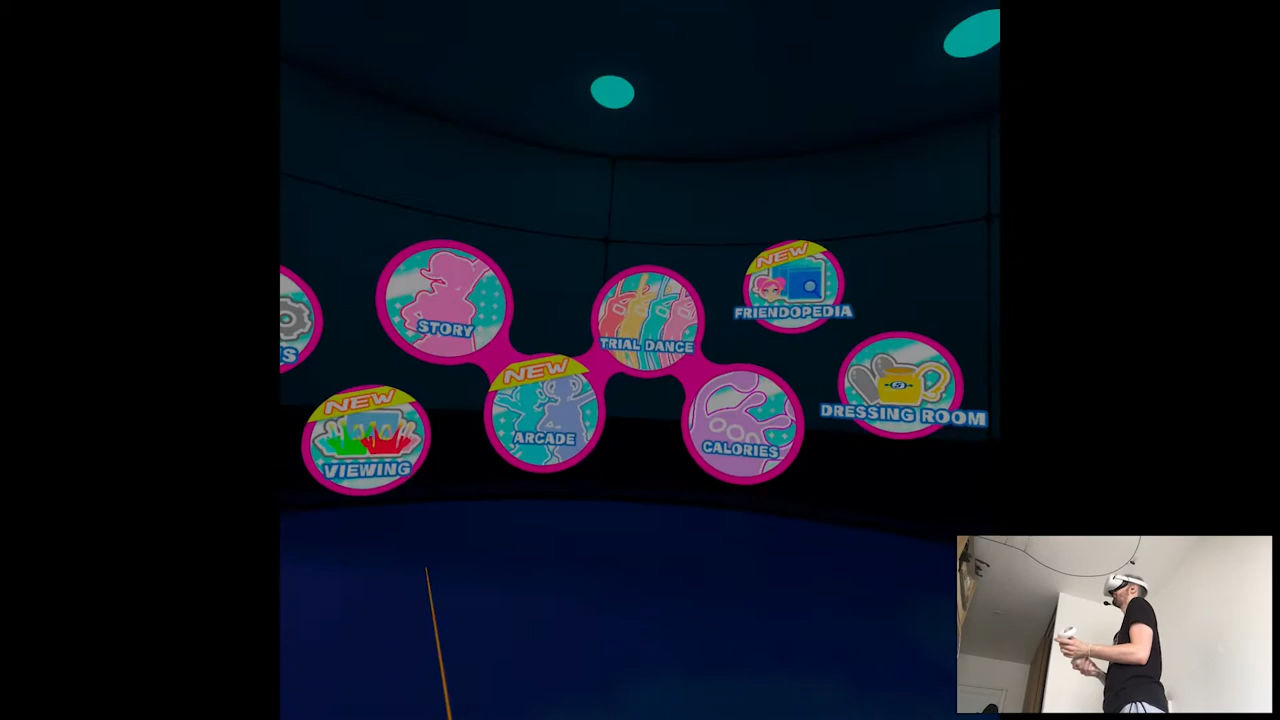 NEW
FRIENDOPEDIA
STORY
TRIAL DANCE
S
NEW
ARCADE
CALORIES
DRESSING ROOM
NEW
VIEWING